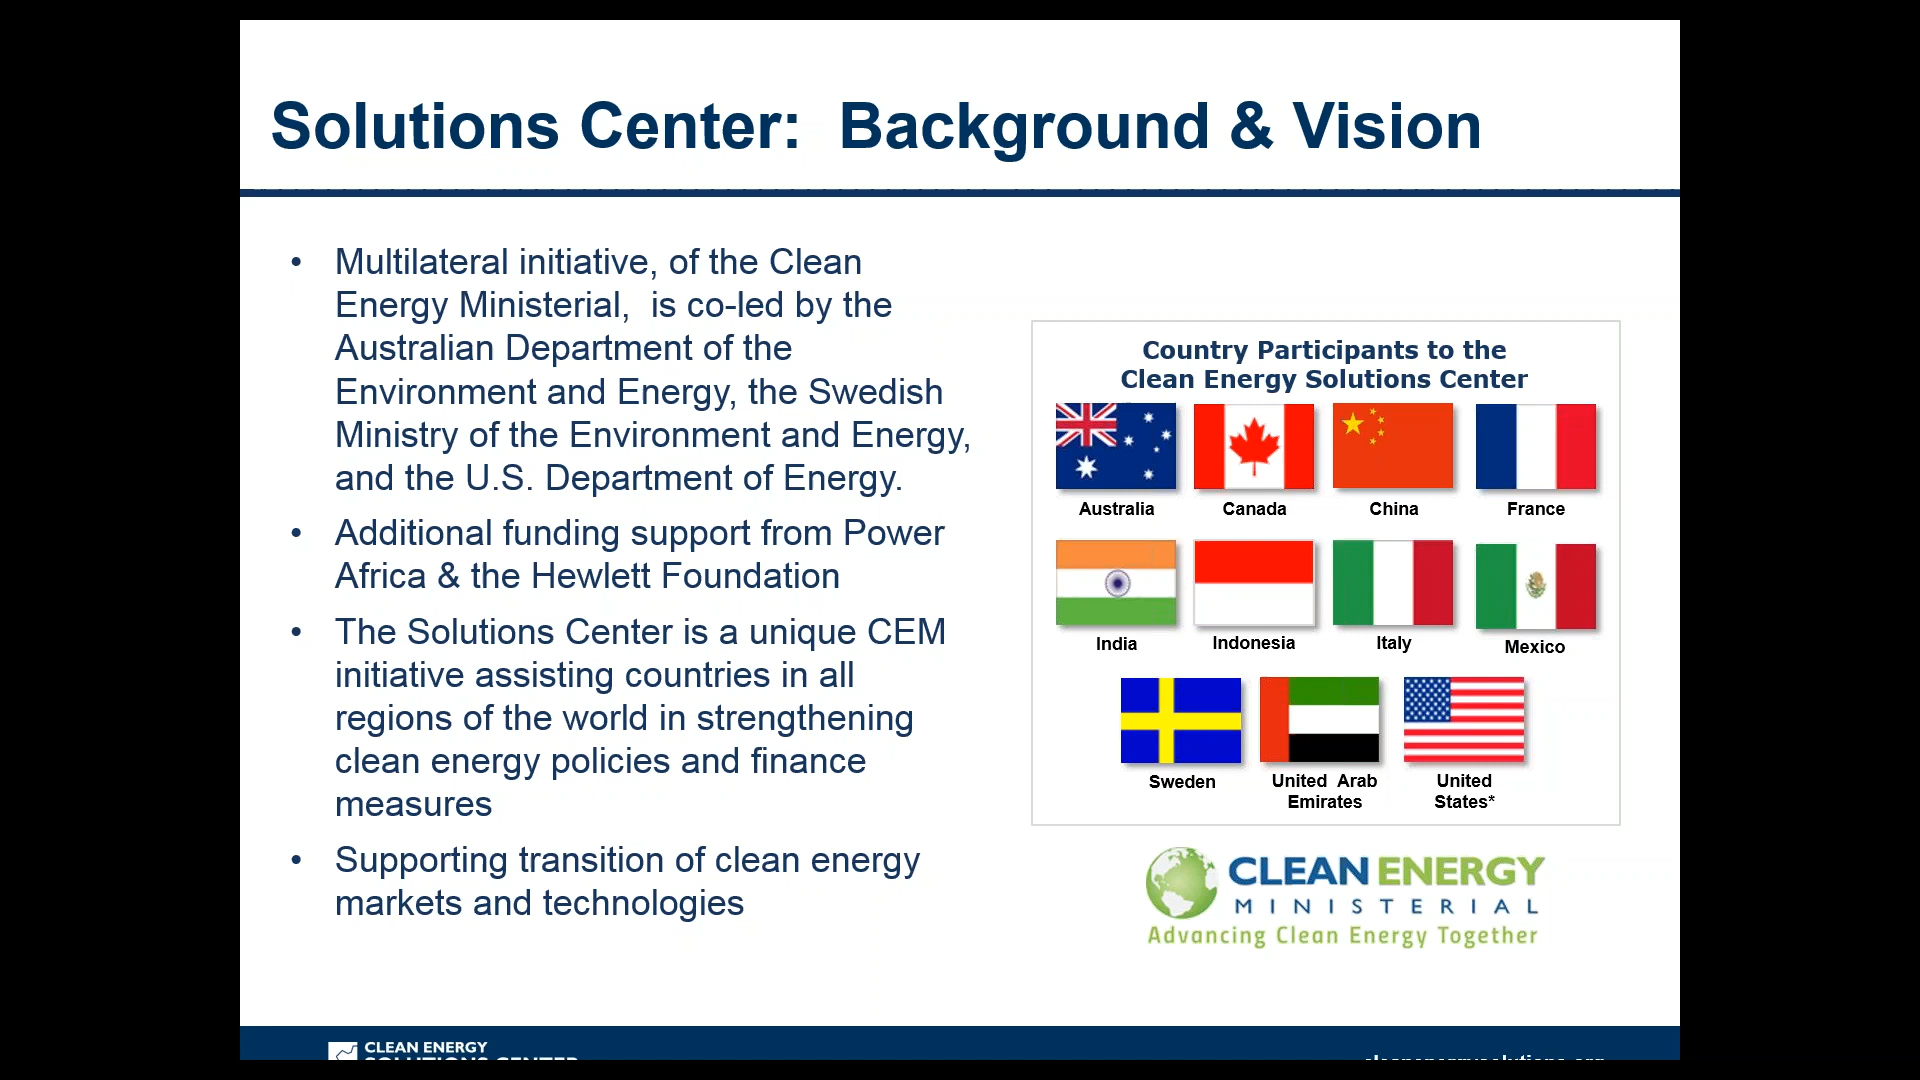 Solutions Center:  Background & Vision
• Multilateral initiative, of the Clean
Energy Ministerial,  is co-led by the
Australian Department of the
Environment and Energy, the Swedish
Ministry of the Environment and Energy,
and the U.S. Department of Energy.
• Additional funding support from Power
Africa & the Hewlett Foundation
• The Solutions Center is a unique CEM
initiative assisting countries in all
regions of the world in strengthening
clean energy policies and finance
measures
• Supporting transition of clean energy
markets and technologies
Country Participants to the
Clean Energy Solutions Center
Australia Canada China France
India Indonesia Italy Mexico
Sweden United  Arab Emirates United States*
CLEAN ENERGY
MINISTERIAL
Advancing Clean Energy Together
CLEAN ENERGY
SOLUTIONS CENTER
cleanenergysolutions.org